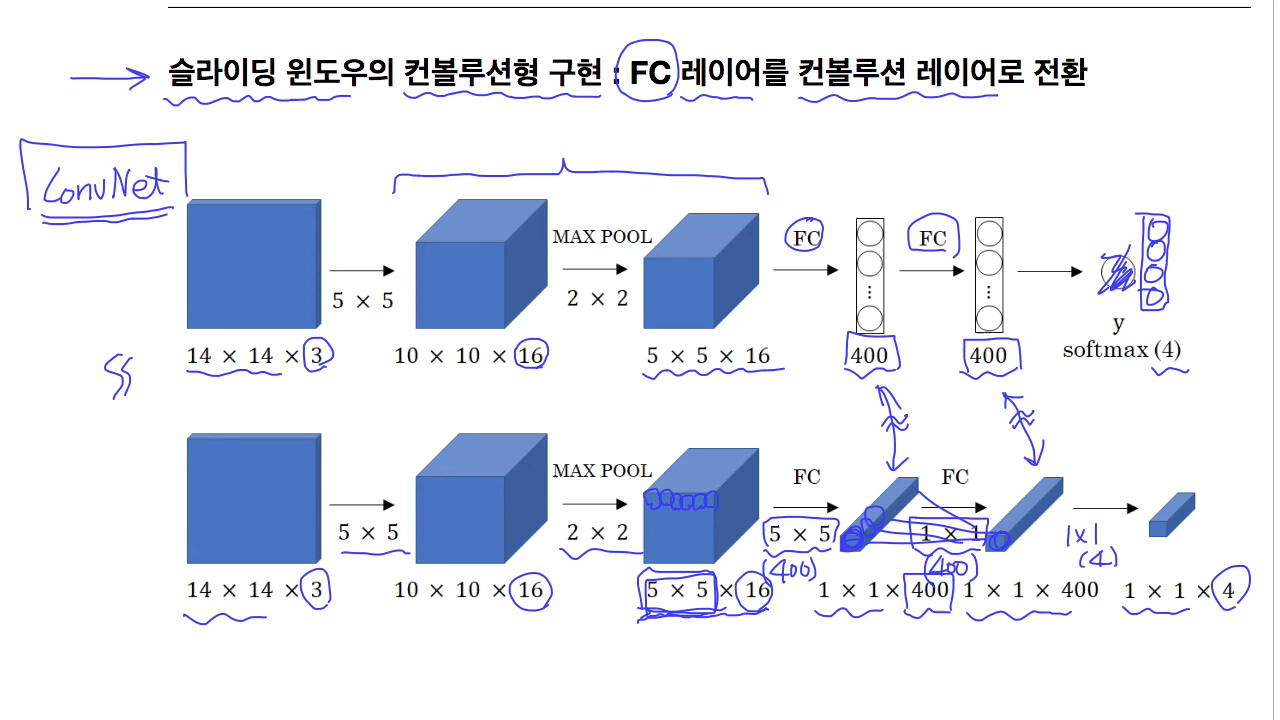 슬라이딩 윈도우의 컨볼루션형 구현 : FC 레이어를 컨볼루션 레이어로 전환
ConvNet
MAX POOL
FC
FC
5 × 5
2 × 2
y
14 × 14 × 3
10 × 10 × 16
5 × 5 × 16
400
400
softmax (4)
MAX POOL
FC
FC
5 × 5
2 × 2
5 × 5
1 × 1
1×1
(400)
(400)
(4)
14 × 14 × 3
10 × 10 × 16
5 × 5 × 16
1 × 1 × 400
1 × 1 × 400
1 × 1 × 4